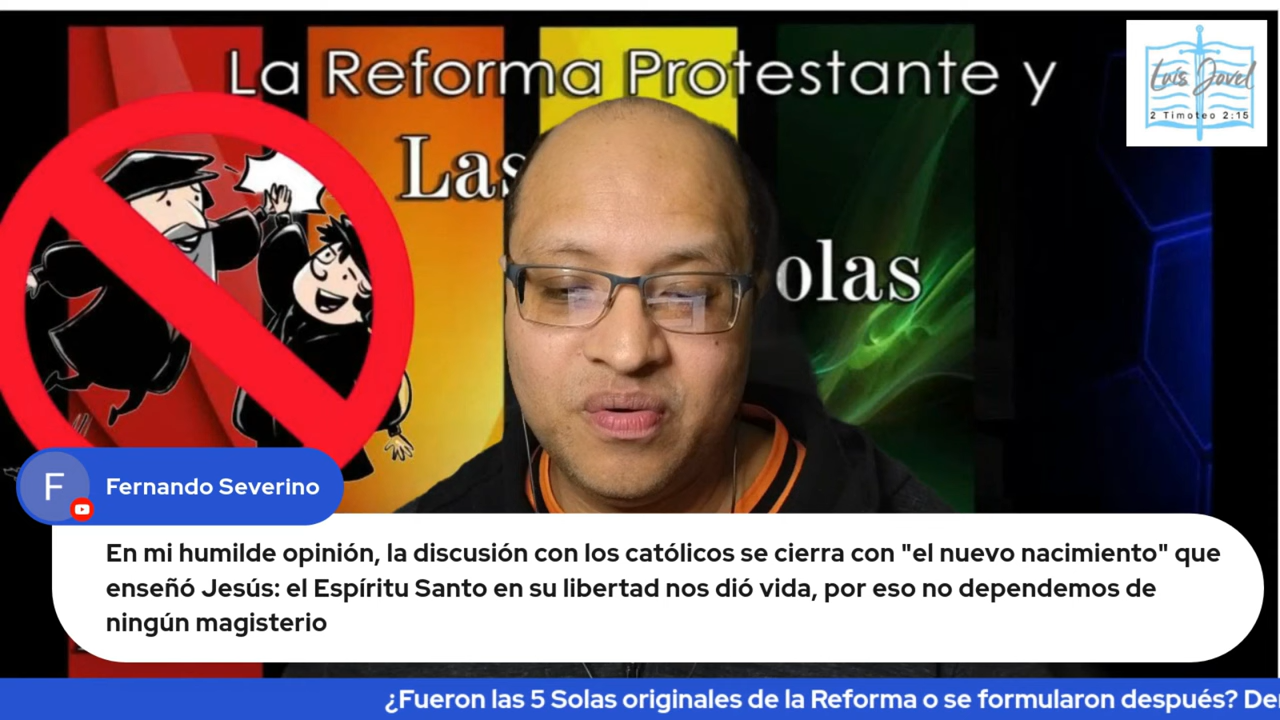 La Reforma Protestante y
Las
olas
Luis Jovel
2 Timoteo 2:15
F
Fernando Severino
En mi humilde opinión, la discusión con los católicos se cierra con "el nuevo nacimiento" que
enseñó Jesús: el Espíritu Santo en su libertad nos dió vida, por eso no dependemos de
ningún magisterio
¿Fueron las 5 Solas originales de la Reforma o se formularon después? De